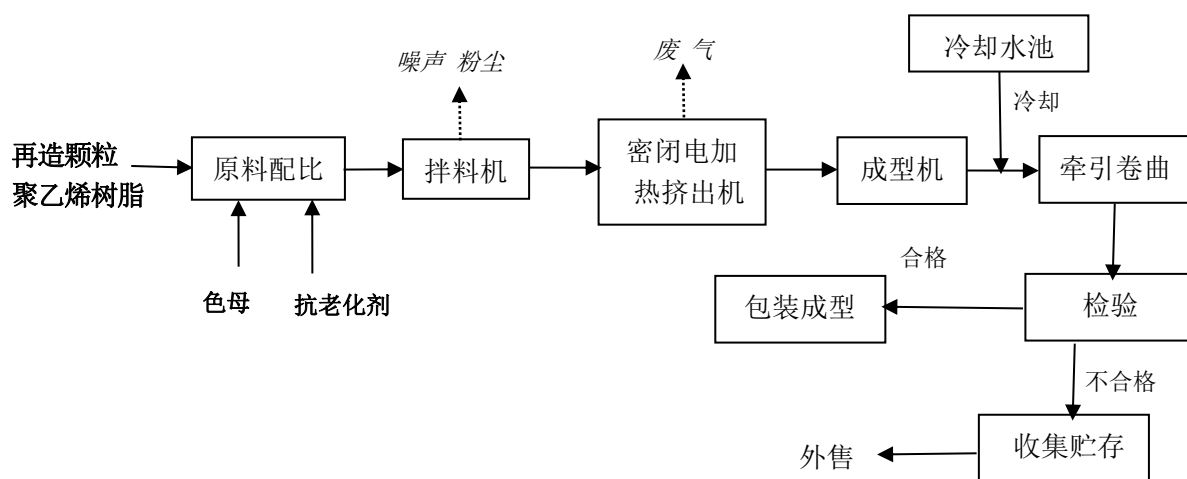 冷却水池
噪声 粉尘
废 气
冷却
再造颗粒
聚乙烯树脂
原料配比
拌料机
密闭电加
热挤出机
成型机
牵引卷曲
色母
抗老化剂
合格
包装成型
检验
不合格
收集贮存
外售